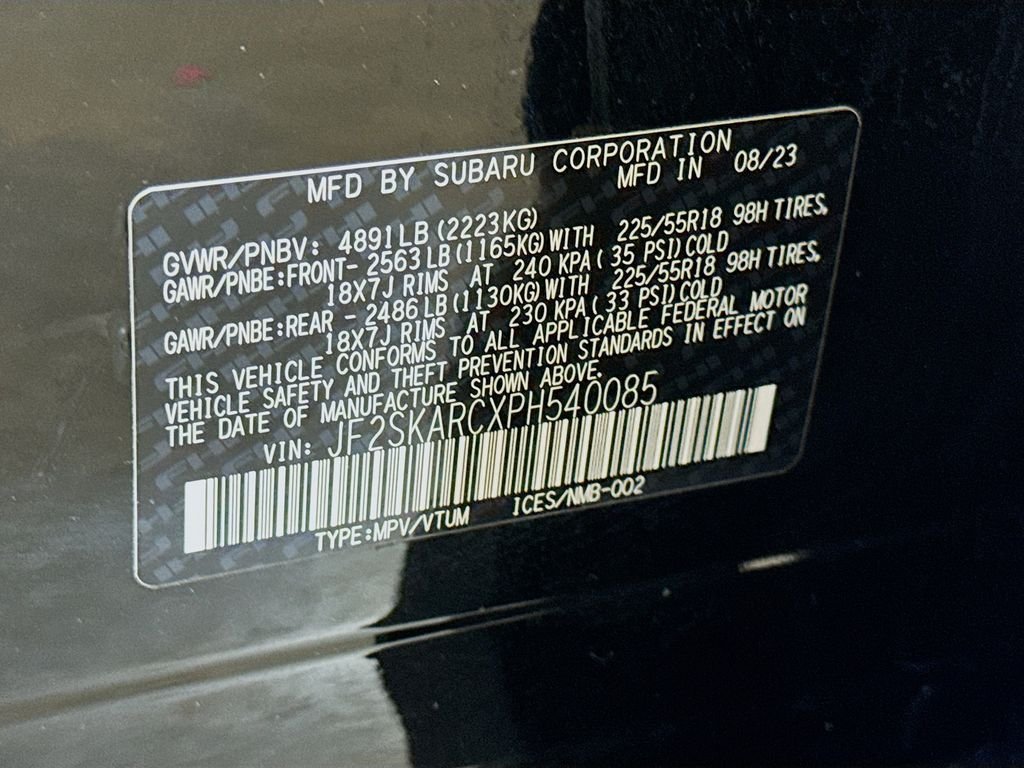 MFD BY SUBARU CORPORATION
MFD IN 08/23
GVWR/PNBV: 4891LB(2223KG)
GAWR/PNBE:FRONT- 2563LB(1165KG)WITH 225/55R18 98H TIRES,
18X7J RIMS AT 240 KPA( 35 PSI)COLD
GAWR/PNBE:REAR - 2486LB(1130KG)WITH 225/55R18 98H TIRES,
18X7J RIMS AT 230 KPA( 33 PSI)COLD
THIS VEHICLE CONFORMS TO ALL APPLICABLE FEDERAL MOTOR
VEHICLE SAFETY AND THEFT PREVENTION STANDARDS IN EFFECT ON
THE DATE OF MANUFACTURE SHOWN ABOVE.
VIN: JF2SKARCXPH540085
TYPE:MPV/VTUM ICES/NMB-002